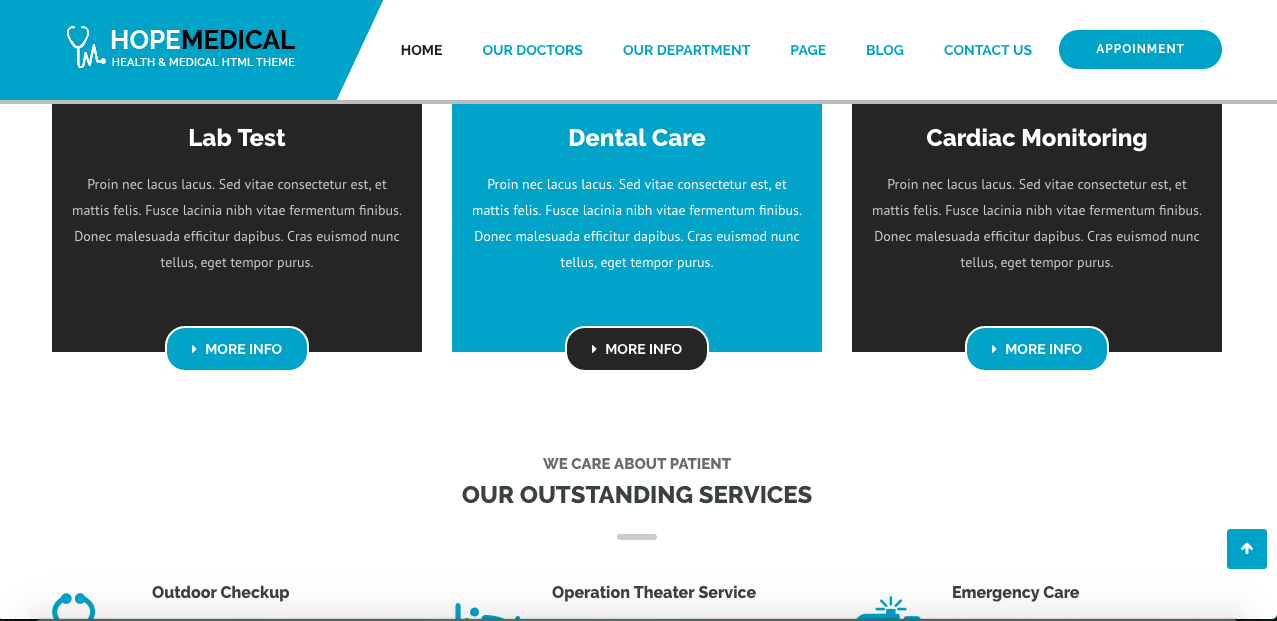 HOPEMEDICAL
HEALTH & MEDICAL HTML THEME
HOME
OUR DOCTORS
OUR DEPARTMENT
PAGE
BLOG
CONTACT US
APPOINMENT
Lab Test
Proin nec lacus lacus. Sed vitae consectetur est, et
mattis felis. Fusce lacinia nibh vitae fermentum finibus.
Donec malesuada efficitur dapibus. Cras euismod nunc
tellus, eget tempor purus.
MORE INFO
Dental Care
Proin nec lacus lacus. Sed vitae consectetur est, et
mattis felis. Fusce lacinia nibh vitae fermentum finibus.
Donec malesuada efficitur dapibus. Cras euismod nunc
tellus, eget tempor purus.
MORE INFO
Cardiac Monitoring
Proin nec lacus lacus. Sed vitae consectetur est, et
mattis felis. Fusce lacinia nibh vitae fermentum finibus.
Donec malesuada efficitur dapibus. Cras euismod nunc
tellus, eget tempor purus.
MORE INFO
WE CARE ABOUT PATIENT
OUR OUTSTANDING SERVICES
Outdoor Checkup
Operation Theater Service
Emergency Care